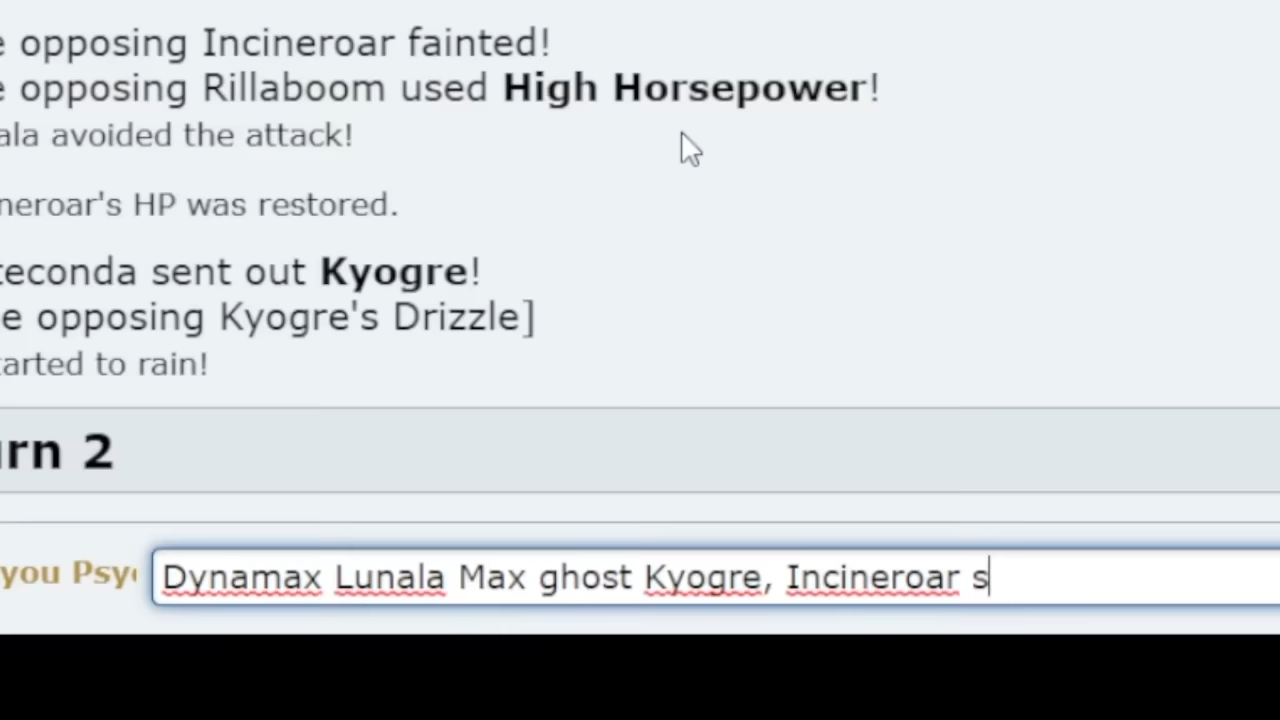 e opposing Incineroar fainted!
e opposing Rillaboom used High Horsepower!
ala avoided the attack!
neroar's HP was restored.
teconda sent out Kyogre!
e opposing Kyogre's Drizzle]
tarted to rain!
urn 2
you Psy
Dynamax Lunala Max ghost Kyogre, Incineroar s